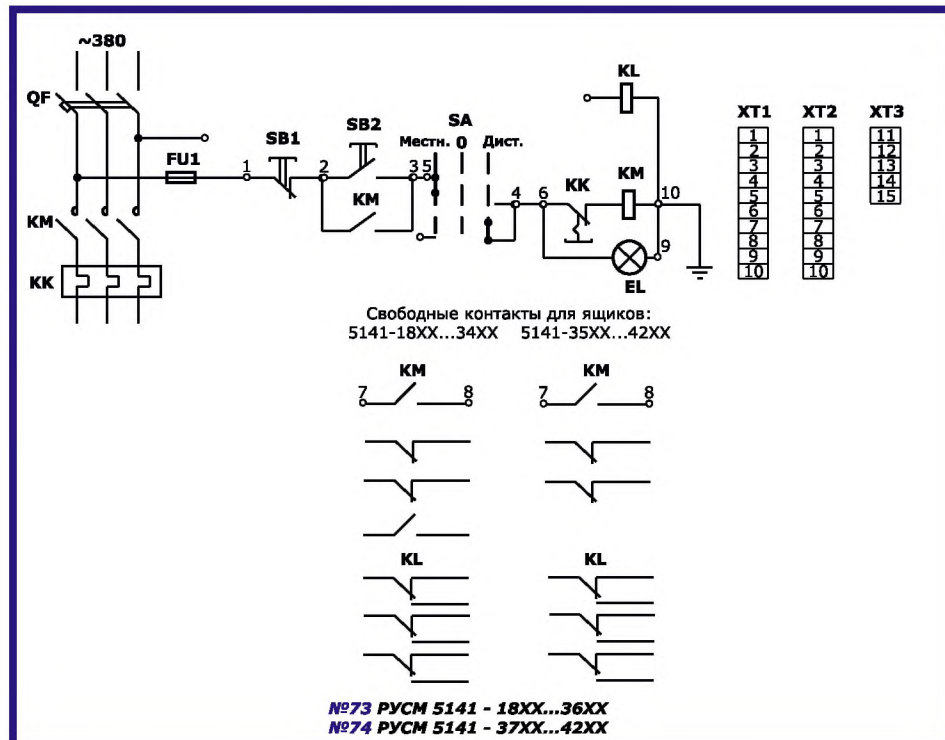 ~380
QF
KL
XT1 XT2 XT3
SB1 SB2 SA
Местн. 0 Дист.
FU1
1 2 3 5 4 6 10
KK KM
KM
KM
9
EL
KK
1 1 11
2 2 12
3 3 13
4 4 14
5 5 15
6 6
7 7
8 8
9 9
10 10
Свободные контакты для ящиков:
5141-18XX...34XX 5141-35XX...42XX
KM KM
7 8 7 8
KL KL
№73 РУСМ 5141 - 18XX...36XX
№74 РУСМ 5141 - 37XX...42XX